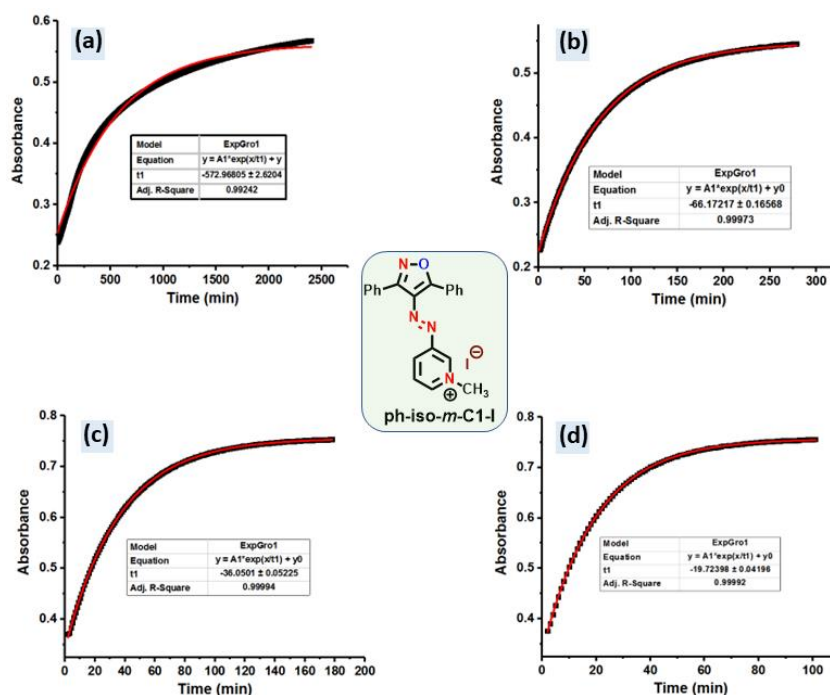 (a)
Absorbance
0.6
0.5
0.4
0.3
0.2
Model ExpGro1
Equation y = A1*exp(x/t1) + y
t1 -572.96805 ± 2.6204
Adj. R-Square 0.99242
0 500 1000 1500 2000 2500
Time (min)
(b)
Absorbance
0.5
0.4
0.3
0.2
Model ExpGro1
Equation y = A1*exp(x/t1) + y0
t1 -66.17217 ± 0.16568
Adj. R-Square 0.99973
0 50 100 150 200 250 300
Time (min)
N O
Ph Ph
N
N
I ⊖
N
⊕ CH3
ph-iso-m-C1-I
(c)
Absorbance
0.8
0.7
0.6
0.5
0.4
Model ExpGro1
Equation y = A1*exp(x/t1) + y0
t1 -36.0501 ± 0.05225
Adj. R-Square 0.99994
0 20 40 60 80 100 120 140 160 180 200
Time (min)
(d)
Absorbance
0.8
0.7
0.6
0.5
0.4
Model ExpGro1
Equation y = A1*exp(x/t1) + y0
t1 -19.72398 ± 0.04196
Adj. R-Square 0.99992
0 20 40 60 80 100
Time (min)